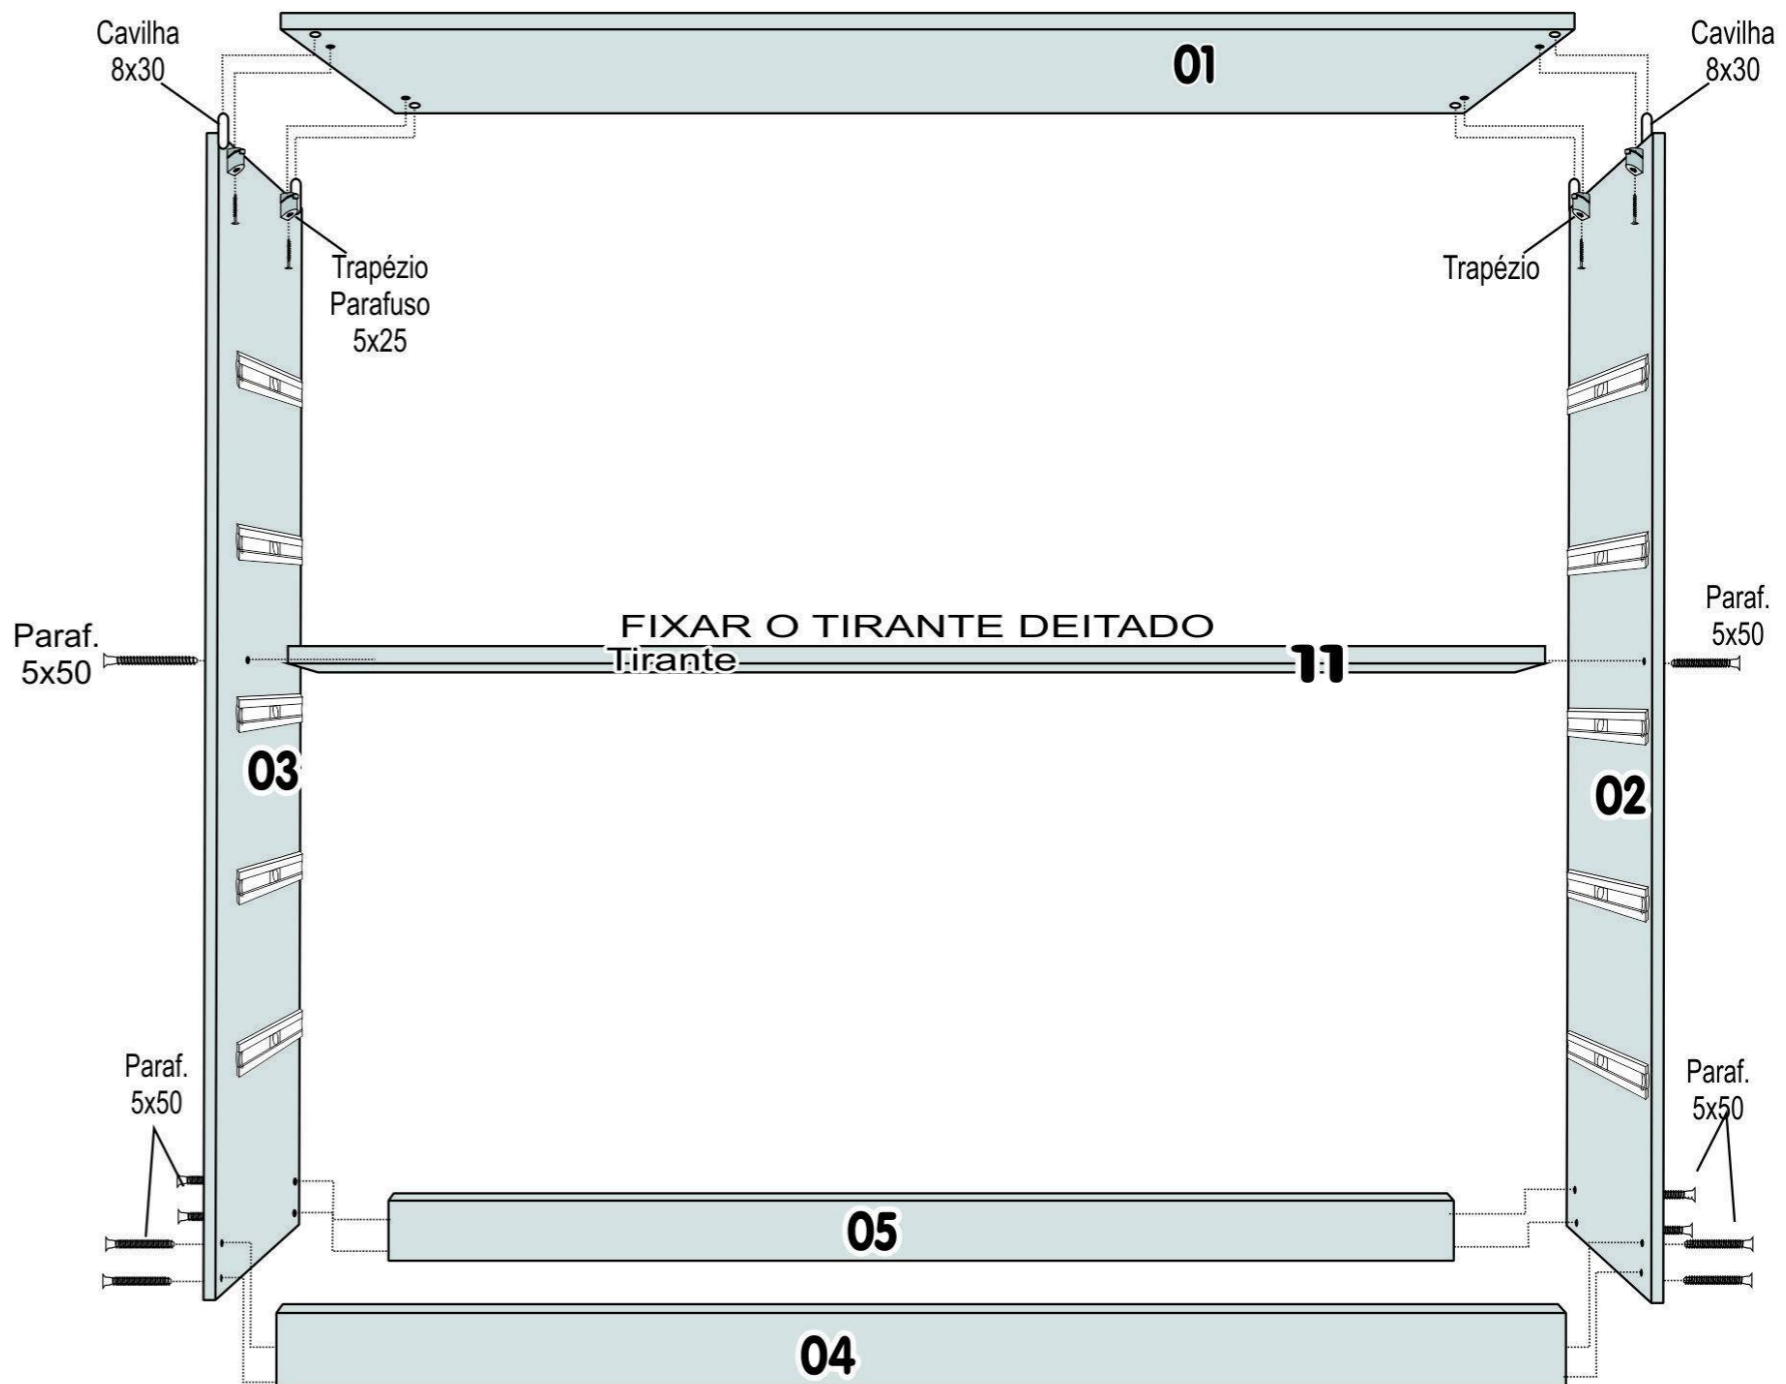 Cavilha
8x30
01
Cavilha
8x30
Trapézio
Parafuso
5x25
Trapézio
FIXAR O TIRANTE DEITADO
Tirante
11
Paraf.
5x50
Paraf.
5x50
03
02
Paraf.
5x50
Paraf.
5x50
05
04